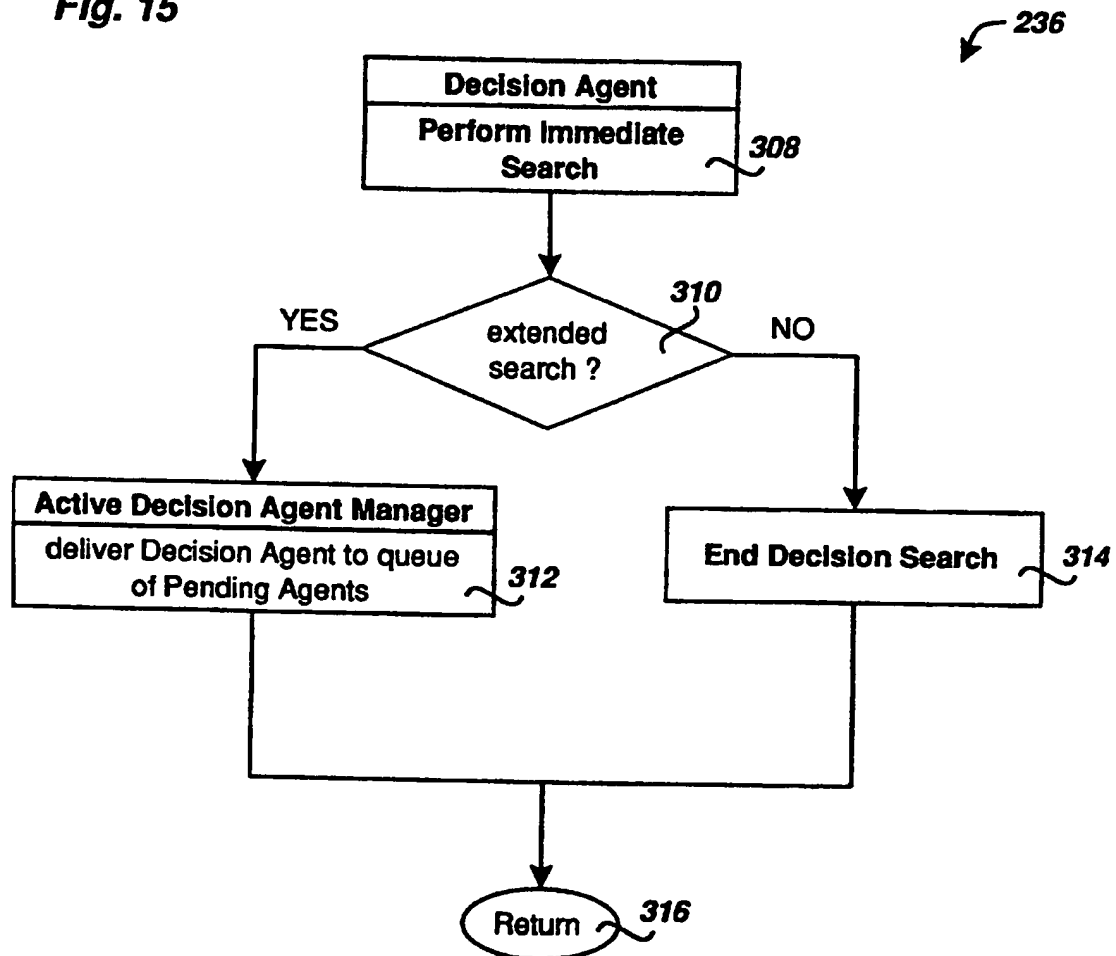 Fig. 15
236
Decision Agent
Perform Immediate
Search
308
310
YES
extended
search ?
NO
Active Decision Agent Manager
deliver Decision Agent to queue
of Pending Agents
312
End Decision Search
314
Return
316